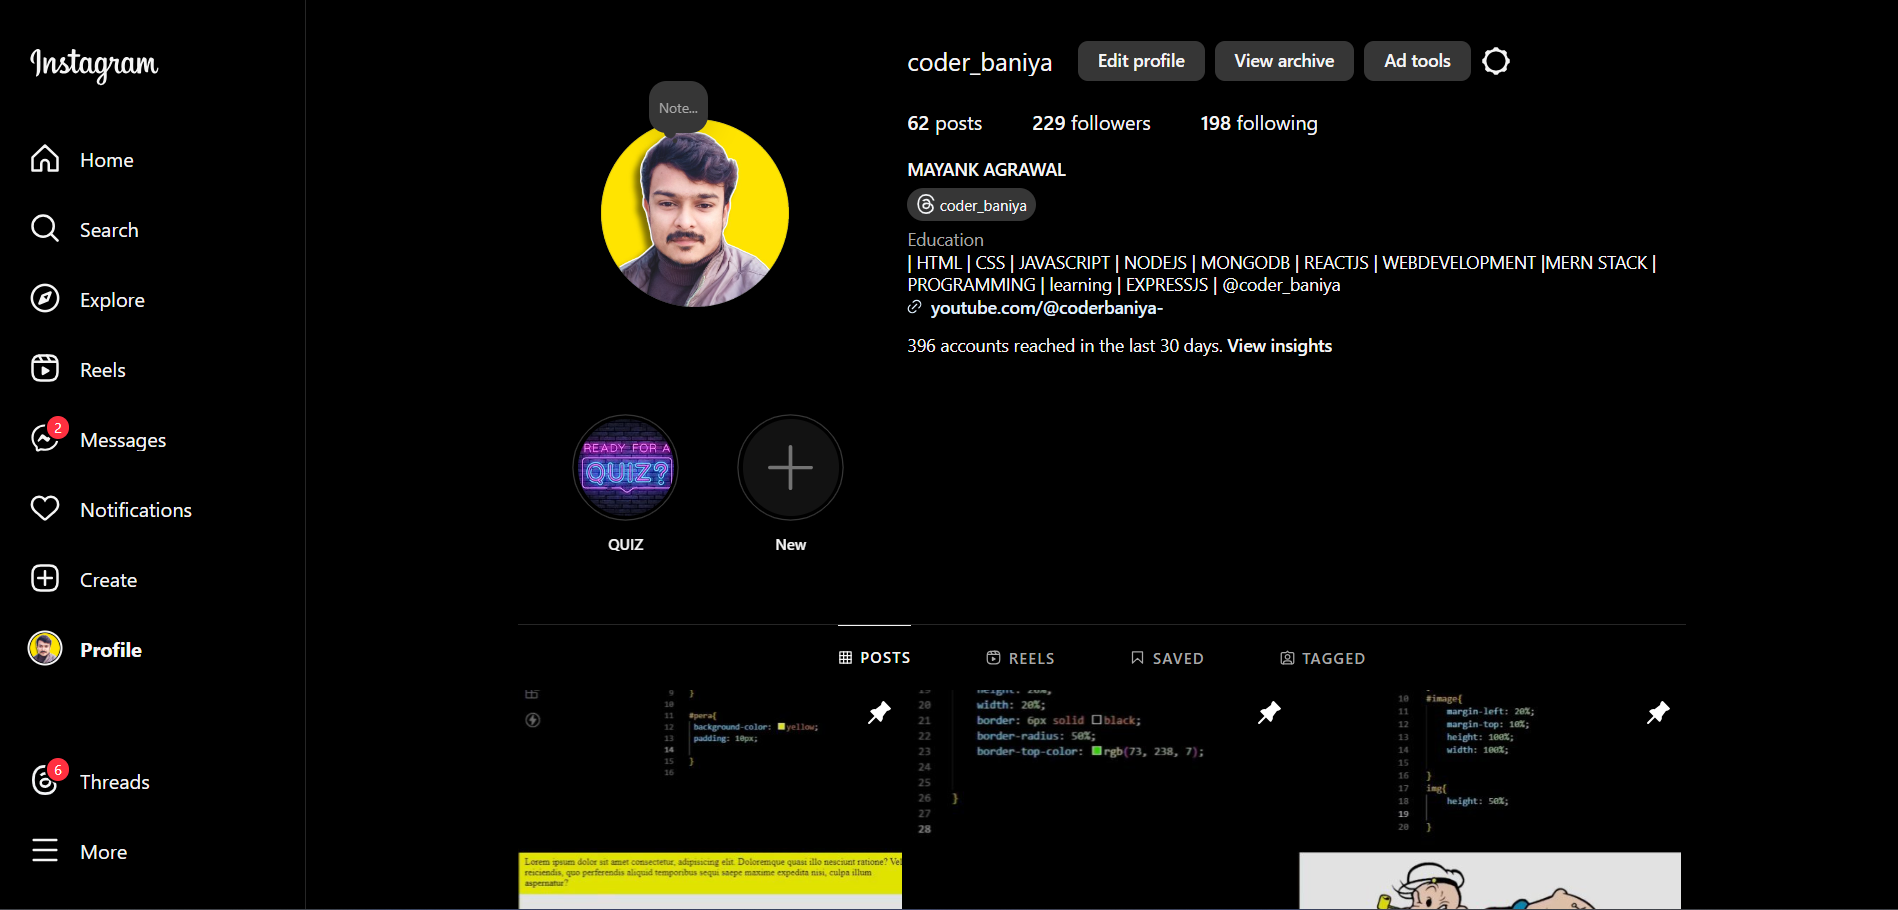 Instagram
Home
Search
Explore
Reels
2
Messages
Notifications
Create
Profile
6
Threads
More
Note...
coder_baniya
Edit profile
View archive
Ad tools
62 posts
229 followers
198 following
MAYANK AGRAWAL
coder_baniya
Education
| HTML | CSS | JAVASCRIPT | NODEJS | MONGODB | REACTJS | WEBDEVELOPMENT |MERN STACK |
PROGRAMMING | learning | EXPRESSJS | @coder_baniya
youtube.com/@coderbaniya-
396 accounts reached in the last 30 days. View insights
READY FOR A
QUIZ?
QUIZ
New
POSTS
REELS
SAVED
TAGGED
9 }
10
11 #pera{
12 background-color: yellow;
13 padding: 10px;
14
15 }
16
Lorem ipsum dolor sit amet consectetur, adipisicing elit. Doloremque quasi illo nesciunt ratione? Vel
reiciendis, quo perferendis aliquid temporibus sequi saepe maxime expedita nisi, culpa illum
aspernatur?
19 height: 20%;
20 width: 20%;
21 border: 6px solid black;
22 border-radius: 50%;
23 border-top-color: rgb(73, 238, 7);
24
25
26 }
27
28
10 #image{
11 margin-left: 20%;
12 margin-top: 10%;
13 height: 100%;
14 width: 100%;
15
16 }
17 img{
18 height: 50%;
19
20 }